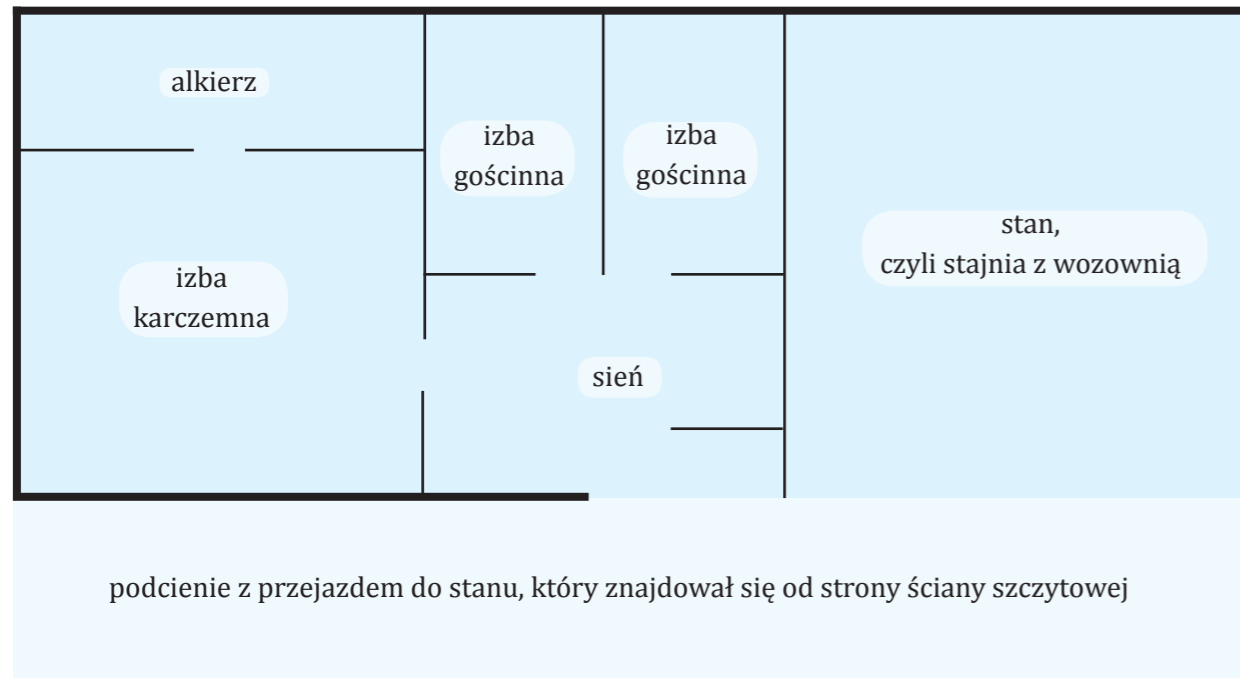 alkierz
izba
gościnna
izba
gościnna
stan,
czyli stajnia z wozownią
izba
karczemna
sień
podcienie z przejazdem do stanu, który znajdował się od strony ściany szczytowej